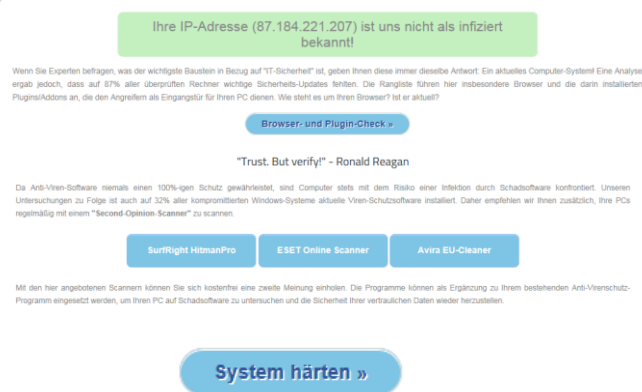 Ihre IP-Adresse (87.184.221.207) ist uns nicht als infiziert
bekannt!
Wenn Sie Experten befragen, was der wichtigste Baustein in Bezug auf "IT-Sicherheit" ist, geben Ihnen diese immer dieselbe Antwort: Ein aktuelles Computer-System! Eine Analyse
ergab jedoch, dass auf 87% aller überprüften Rechner wichtige Sicherheits-Updates fehlten. Die Rangliste führen hier insbesondere Browser und die darin installierten
Plugins/Addons an, die den Angreifern als Eingangstür für Ihren PC dienen. Wie steht es um Ihren Browser? Ist er aktuell?
Browser- und Plugin-Check »
"Trust. But verify!" - Ronald Reagan
Da Anti-Viren-Software niemals einen 100%-igen Schutz gewährleistet, sind Computer stets mit dem Risiko einer Infektion durch Schadsoftware konfrontiert. Unseren
Untersuchungen zu Folge ist auch auf 32% aller kompromittierten Windows-Systeme aktuelle Viren-Schutzsoftware installiert. Daher empfehlen wir Ihnen zusätzlich, Ihre PCs
regelmäßig mit einem "Second-Opinion-Scanner" zu scannen.
SurfRight HitmanPro ESET Online Scanner Avira EU-Cleaner
Mit den hier angebotenen Scannern können Sie sich kostenfrei eine zweite Meinung einholen. Die Programme können als Ergänzung zu Ihrem bestehenden Anti-Virenschutz-
Programm eingesetzt werden, um Ihren PC auf Schadsoftware zu untersuchen und die Sicherheit Ihrer vertraulichen Daten wieder herzustellen.
System härten »